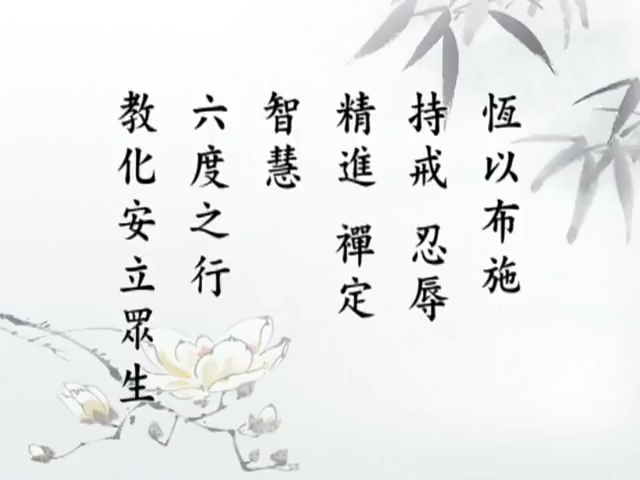 恆以布施
持戒 忍辱
精進 禪定
智慧
六度之行
教化安立眾生